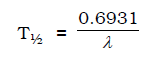 T½ = 0.6931 / λ